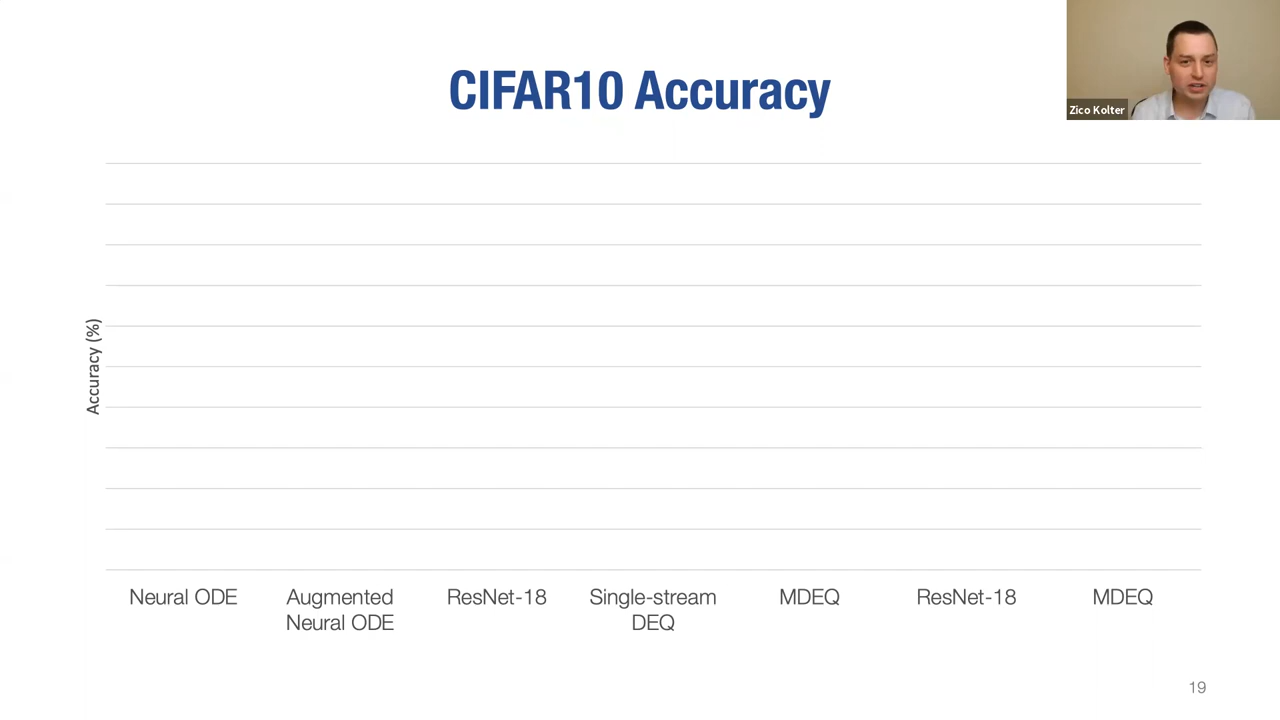 CIFAR10 Accuracy
Zico Kolter
Accuracy (%)
Neural ODE
Augmented
Neural ODE
ResNet-18
Single-stream
DEQ
MDEQ
ResNet-18
MDEQ
19